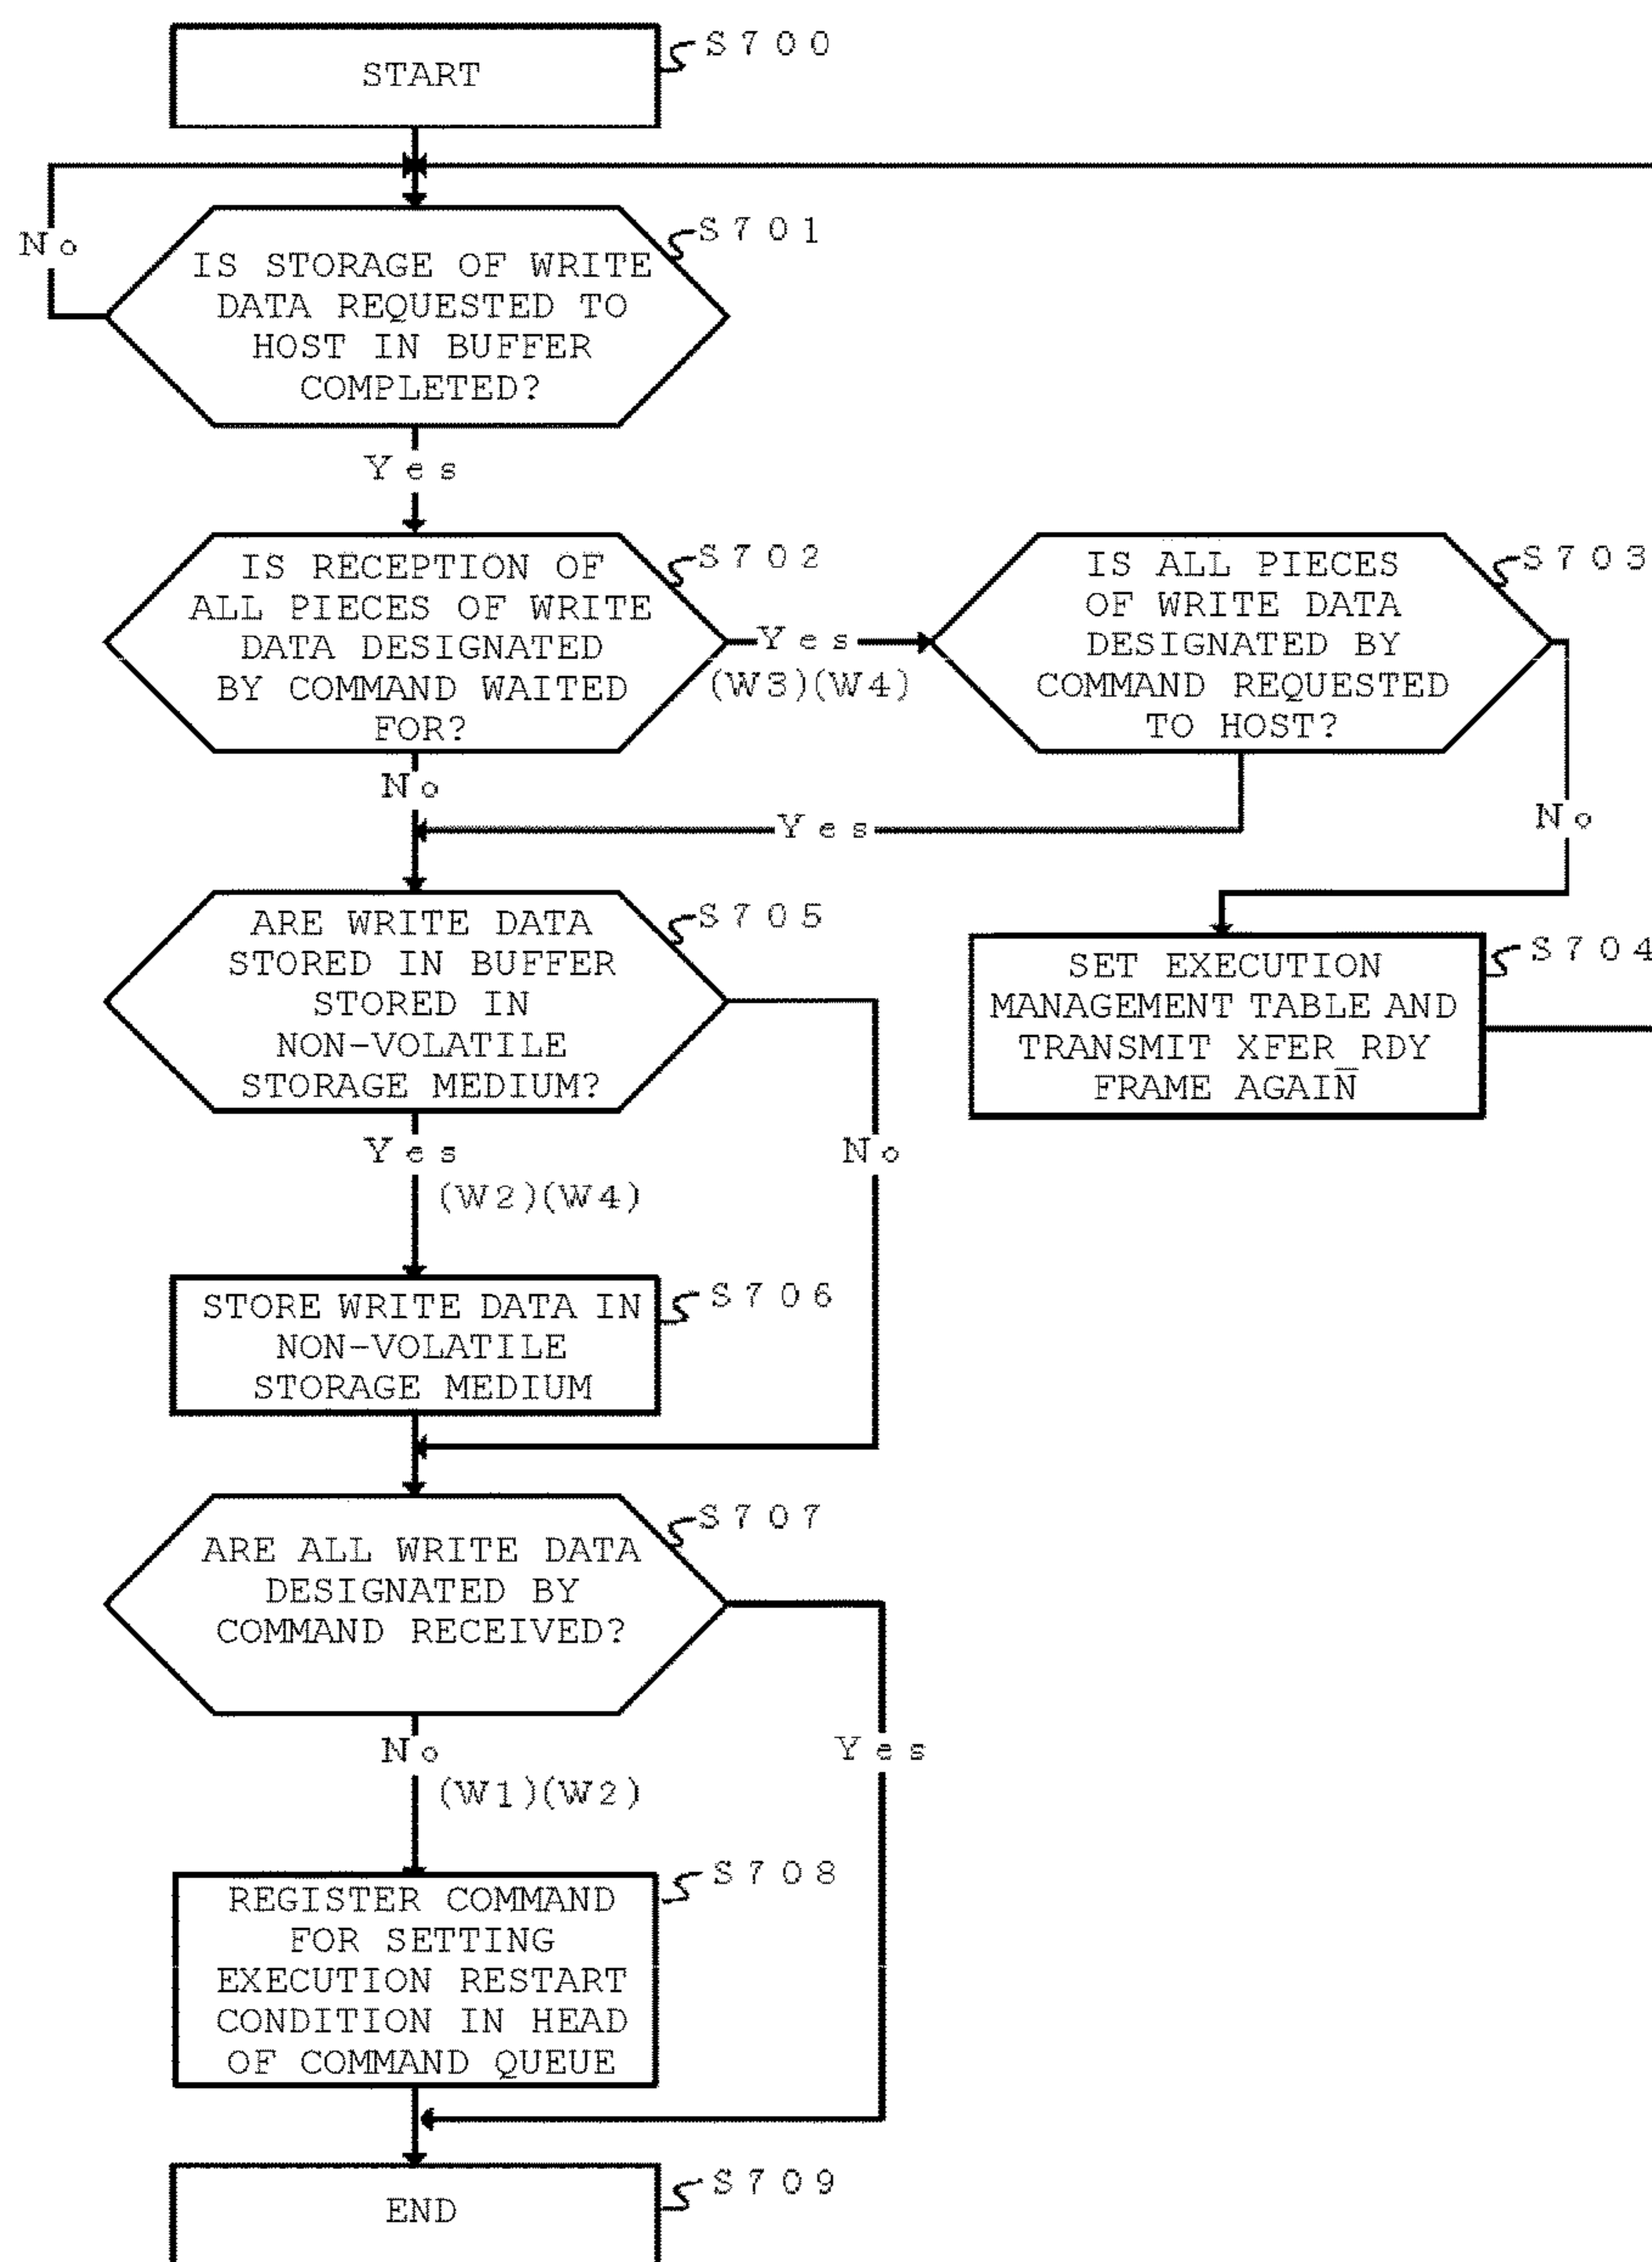 START
S700
No
S701
IS STORAGE OF WRITE
DATA REQUESTED TO
HOST IN BUFFER
COMPLETED?
Yes
S702
IS RECEPTION OF
ALL PIECES OF WRITE
DATA DESIGNATED
BY COMMAND WAITED
FOR?
Yes
(W3)(W4)
S703
IS ALL PIECES
OF WRITE DATA
DESIGNATED BY
COMMAND REQUESTED
TO HOST?
No
Yes
No
S705
ARE WRITE DATA
STORED IN BUFFER
STORED IN
NON-VOLATILE
STORAGE MEDIUM?
S704
SET EXECUTION
MANAGEMENT TABLE AND
TRANSMIT XFER_RDY
FRAME AGAIN
Yes
(W2)(W4)
No
S706
STORE WRITE DATA IN
NON-VOLATILE
STORAGE MEDIUM
S707
ARE ALL WRITE DATA
DESIGNATED BY
COMMAND RECEIVED?
No
(W1)(W2)
Yes
S708
REGISTER COMMAND
FOR SETTING
EXECUTION RESTART
CONDITION IN HEAD
OF COMMAND QUEUE
S709
END